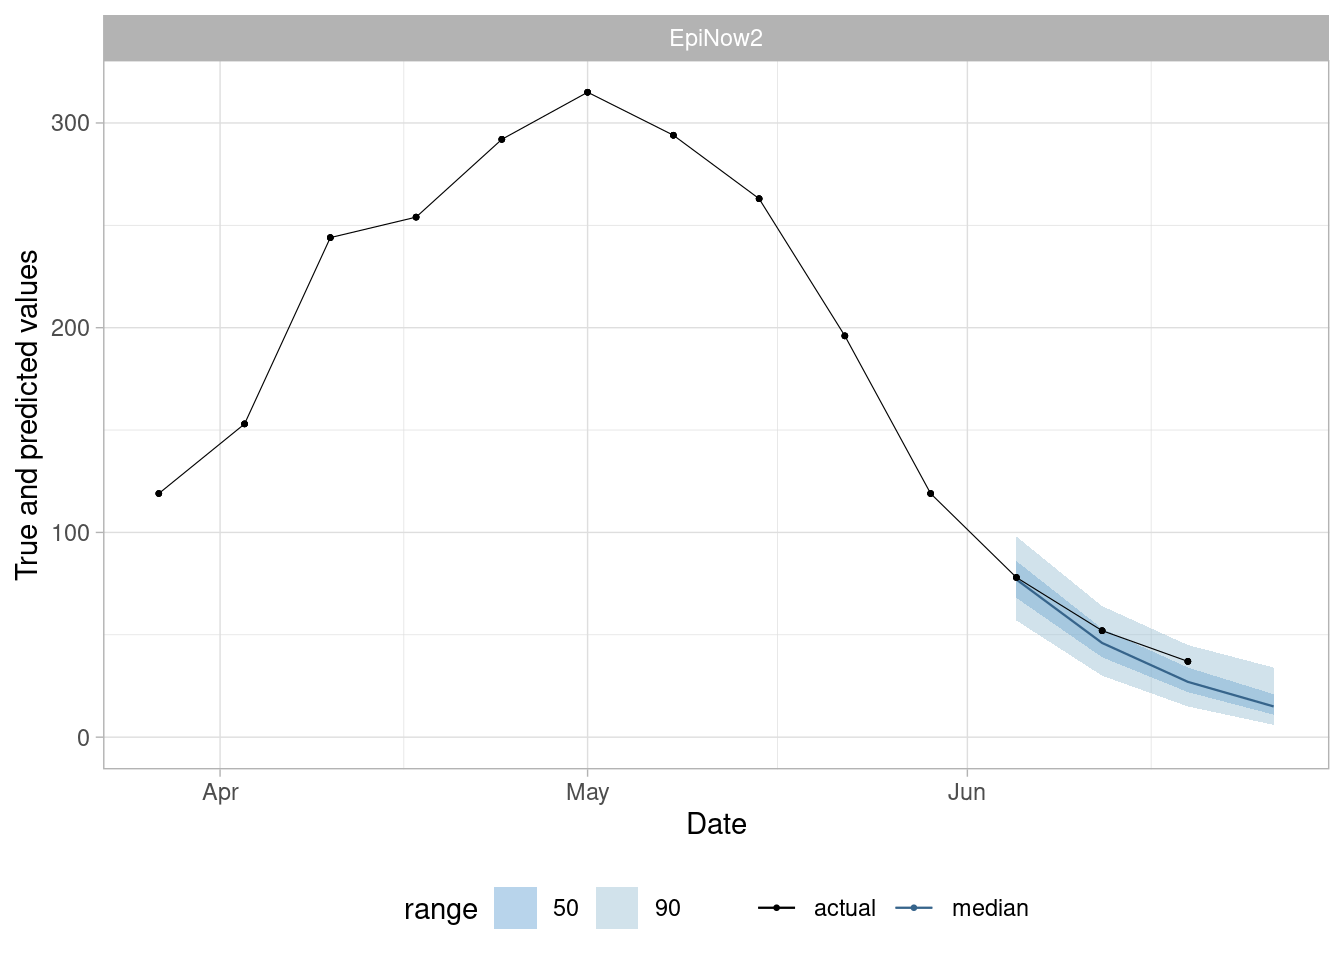 EpiNow2
True and predicted values
300
200
100
0
Apr
May
Jun
Date
range
50
90
actual
median